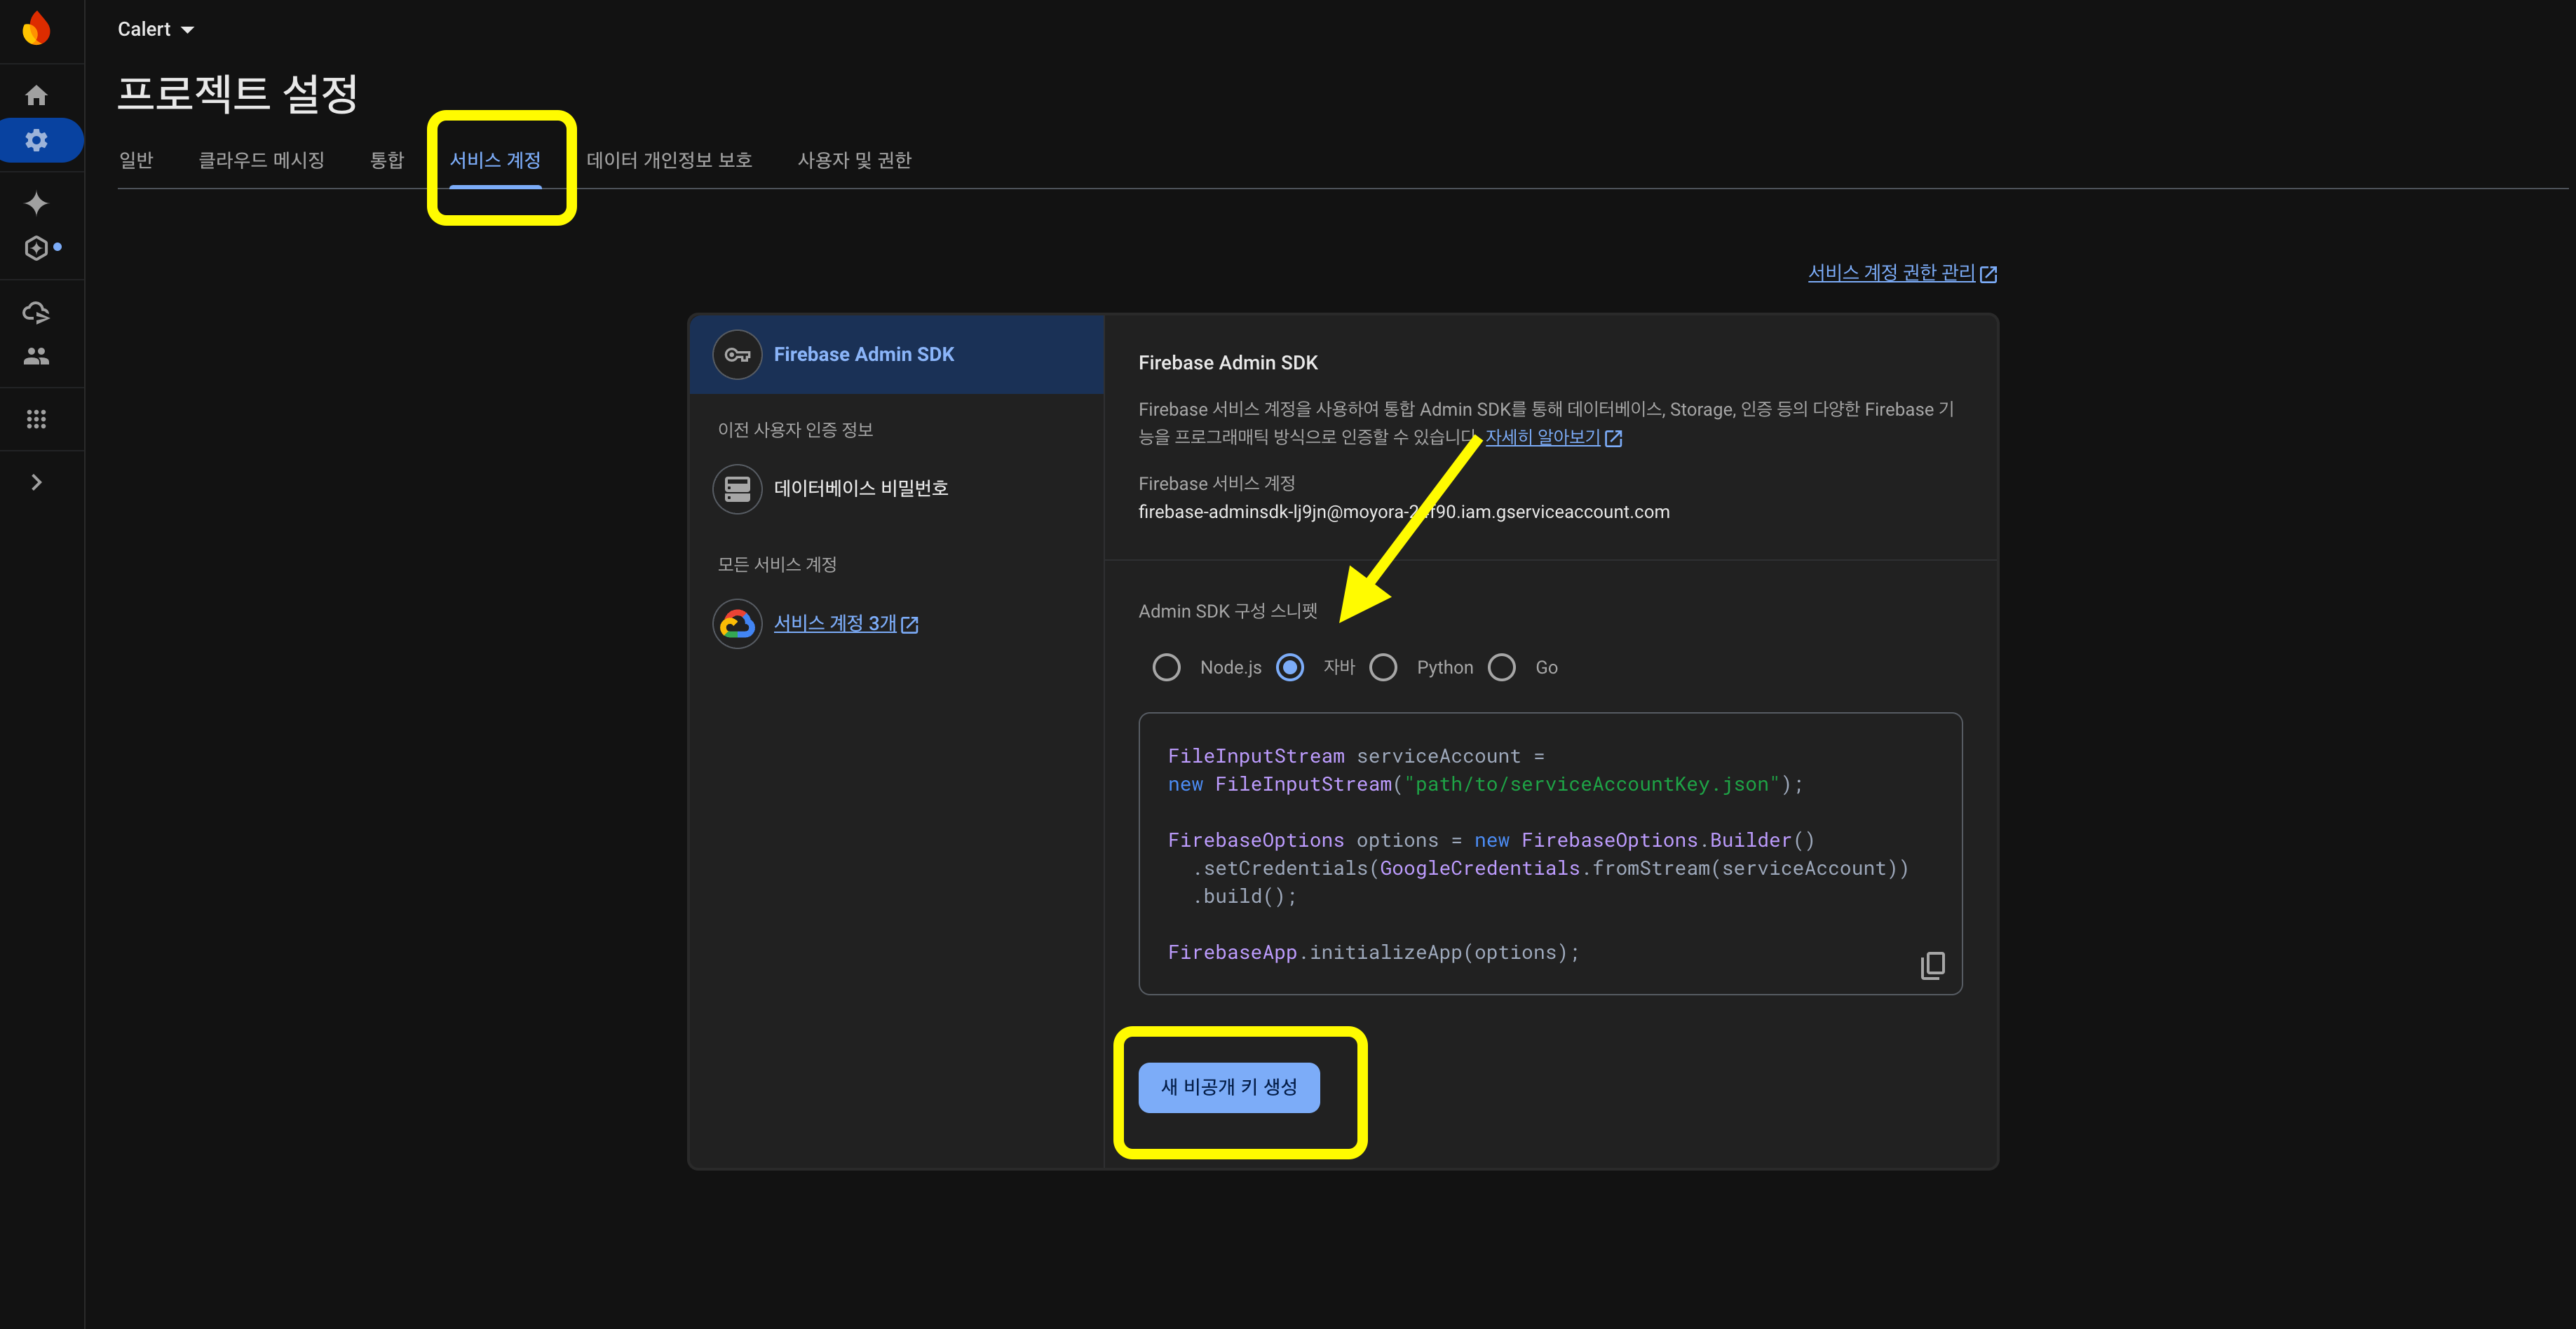 Calert
프로젝트 설정
일반 클라우드 메시징 통합 서비스 계정 데이터 개인정보 보호 사용자 및 권한
서비스 계정 권한 관리
Firebase Admin SDK
이전 사용자 인증 정보
데이터베이스 비밀번호
모든 서비스 계정
서비스 계정 3개
Firebase Admin SDK
Firebase 서비스 계정을 사용하여 통합 Admin SDK를 통해 데이터베이스, Storage, 인증 등의 다양한 Firebase 기
능을 프로그래매틱 방식으로 인증할 수 있습니다. 자세히 알아보기
Firebase 서비스 계정
Admin SDK 구성 스니펫
Node.js 자바 Python Go
FileInputStream serviceAccount =
new FileInputStream("path/to/serviceAccountKey.json");
FirebaseOptions options = new FirebaseOptions.Builder()
.setCredentials(GoogleCredentials.fromStream(serviceAccount))
.build();
FirebaseApp.initializeApp(options);
새 비공개 키 생성